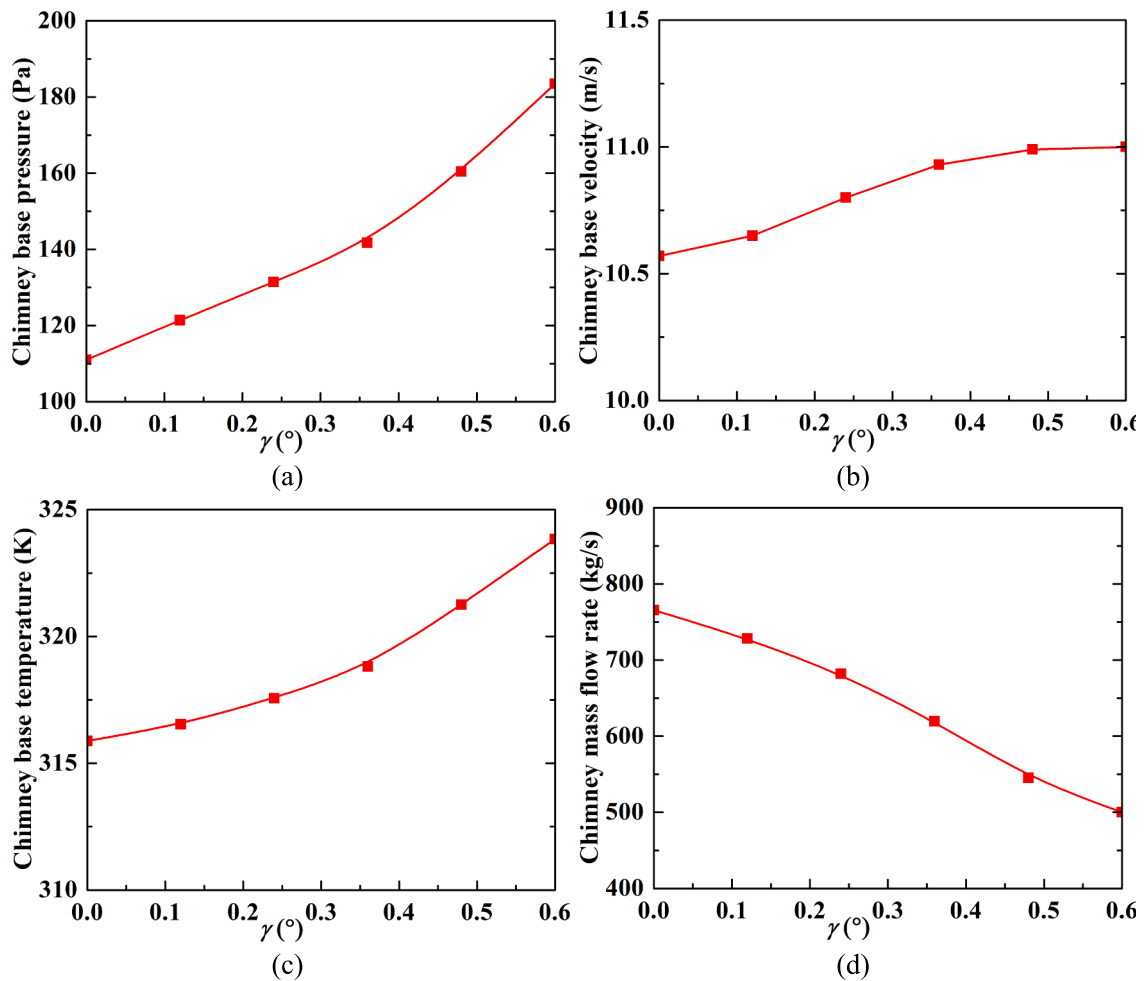 200
180
160
140
120
100
Chimney base pressure (Pa)
0.0 0.1 0.2 0.3 0.4 0.5 0.6
γ (°)
(a)
11.5
11.0
10.5
10.0
Chimney base velocity (m/s)
0.0 0.1 0.2 0.3 0.4 0.5 0.6
γ (°)
(b)
325
320
315
310
Chimney base temperature (K)
0.0 0.1 0.2 0.3 0.4 0.5 0.6
γ (°)
(c)
900
800
700
600
500
400
Chimney mass flow rate (kg/s)
0.0 0.1 0.2 0.3 0.4 0.5 0.6
γ (°)
(d)